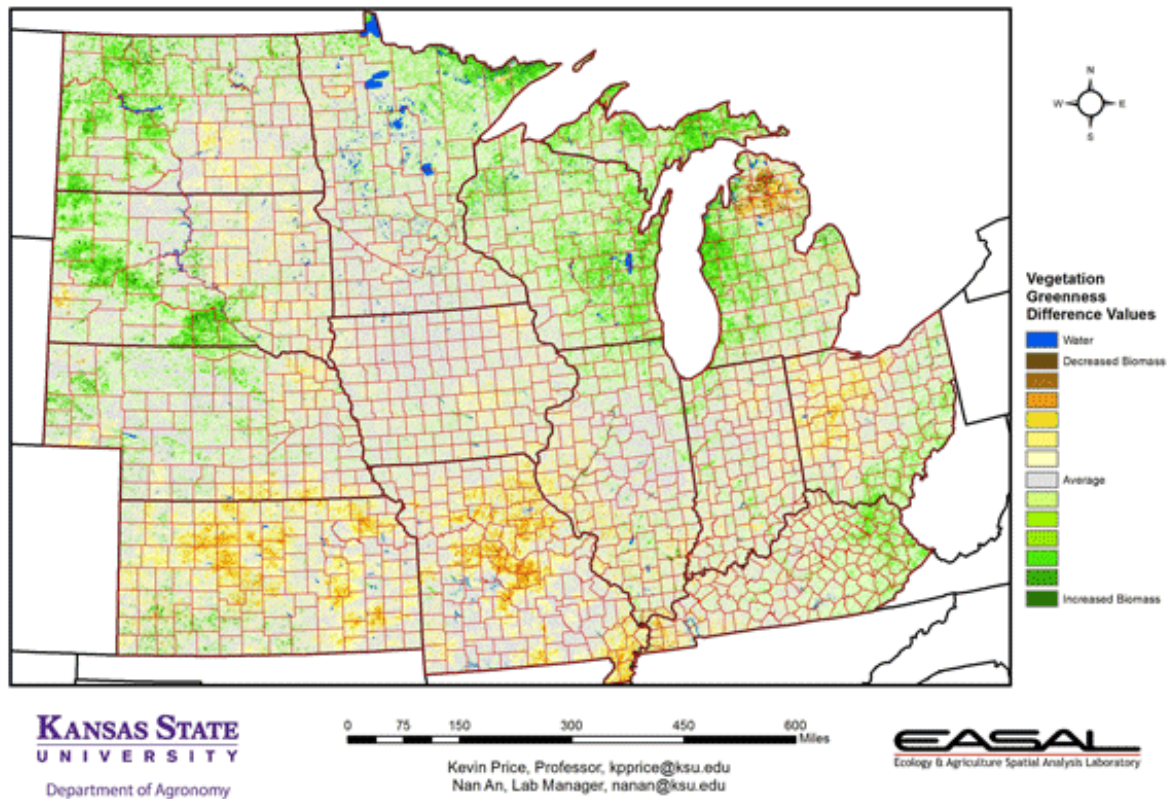 N
W E
S
Vegetation
Greenness
Difference Values
Water
Decreased Biomass
Average
Increased Biomass
KANSAS STATE
UNIVERSITY
Department of Agronomy
0 75 150 300 450 600
Miles
Kevin Price, Professor, kpprice@ksu.edu
Nan An, Lab Manager, nanan@ksu.edu
EASAL
Ecology & Agriculture Spatial Analysis Laboratory